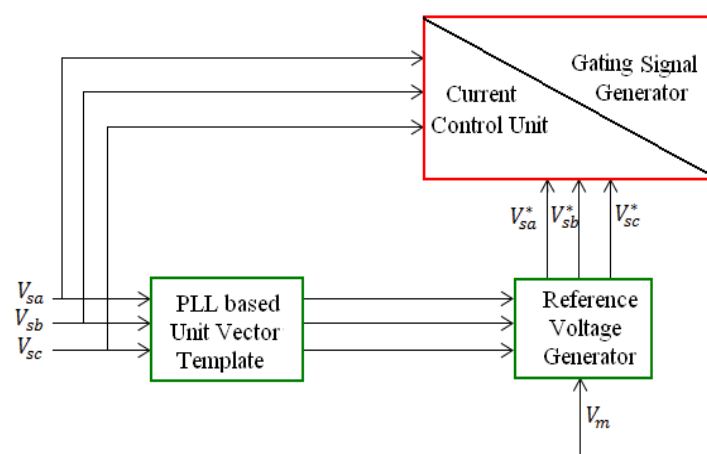 Gating Signal
Generator
Current
Control Unit
V*sa V*sb V*sc
Vsa
Vsb
Vsc
PLL based
Unit Vector
Template
Reference
Voltage
Generator
Vm